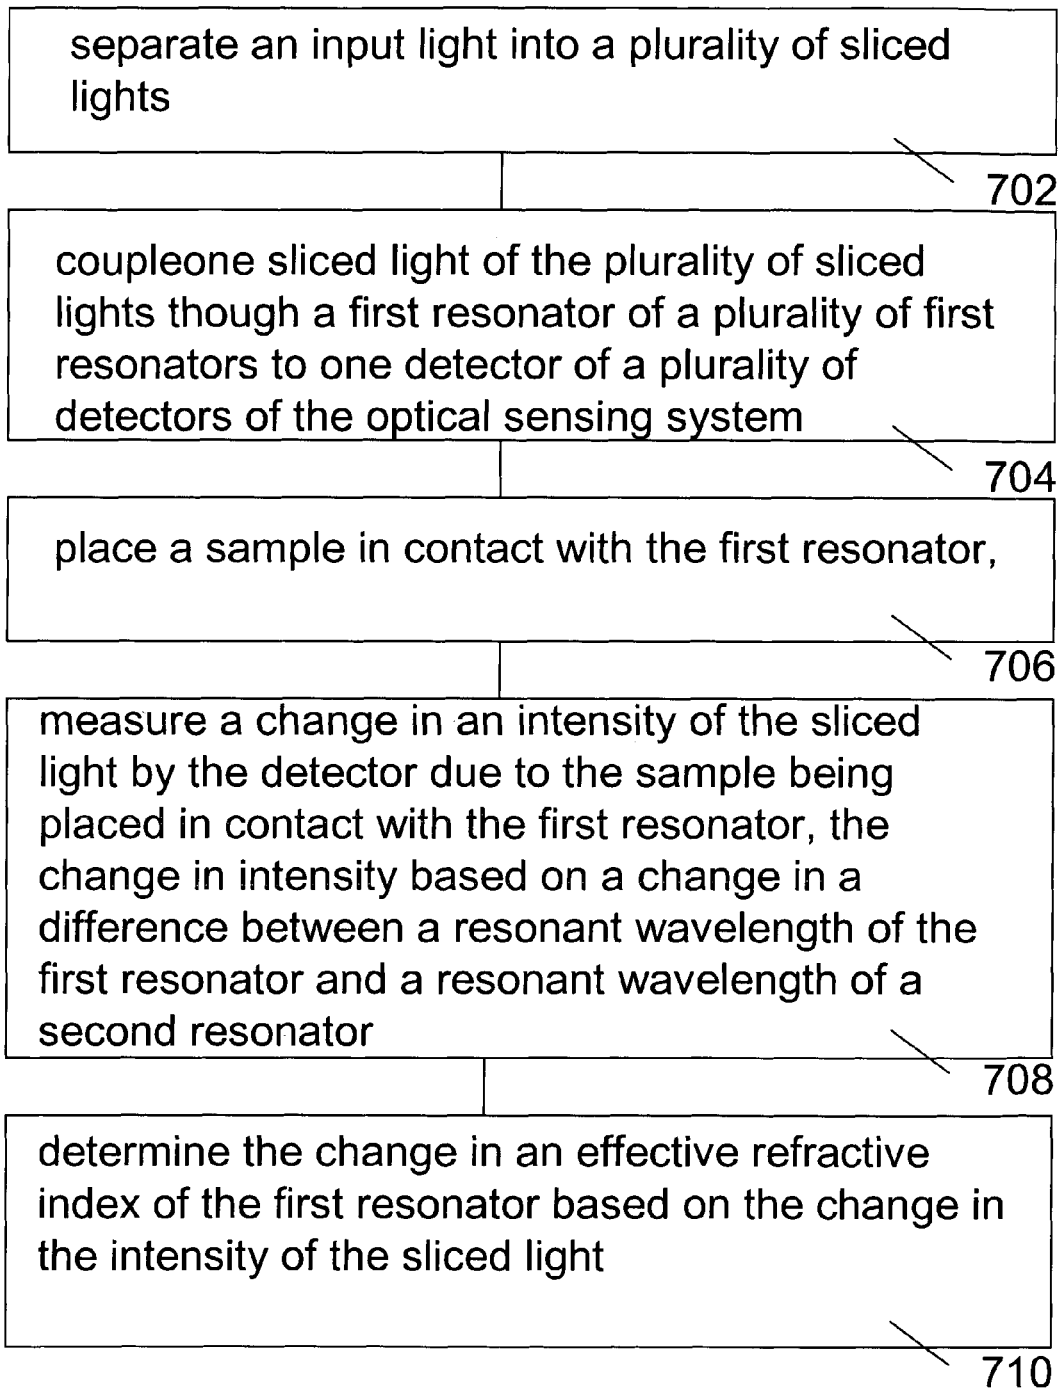 separate an input light into a plurality of sliced
lights
702
coupleone sliced light of the plurality of sliced
lights though a first resonator of a plurality of first
resonators to one detector of a plurality of
detectors of the optical sensing system
704
place a sample in contact with the first resonator,
706
measure a change in an intensity of the sliced
light by the detector due to the sample being
placed in contact with the first resonator, the
change in intensity based on a change in a
difference between a resonant wavelength of the
first resonator and a resonant wavelength of a
second resonator
708
determine the change in an effective refractive
index of the first resonator based on the change in
the intensity of the sliced light
710